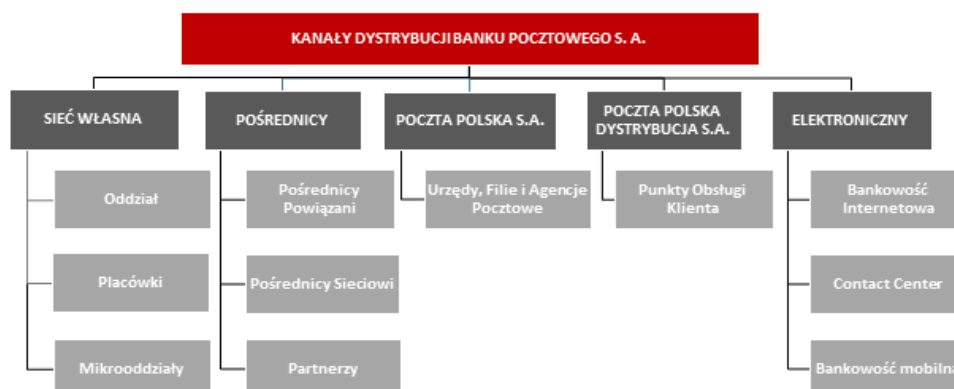 KANAŁY DYSTRYBUCJI BANKU POCZTOWEGO S. A.
SIEĆ WŁASNA
POŚREDNICY
POCZTA POLSKA S.A.
POCZTA POLSKA
DYSTRYBUCJA S.A.
ELEKTRONICZNY
Oddział
Pośrednicy
Powiązani
Urzędy, Filie i Agencje
Pocztowe
Punkty Obsługi
Klienta
Bankowość
Internetowa
Placówki
Pośrednicy Sieciowi
Contact Center
Mikrooddziały
Partnerzy
Bankowość mobilna